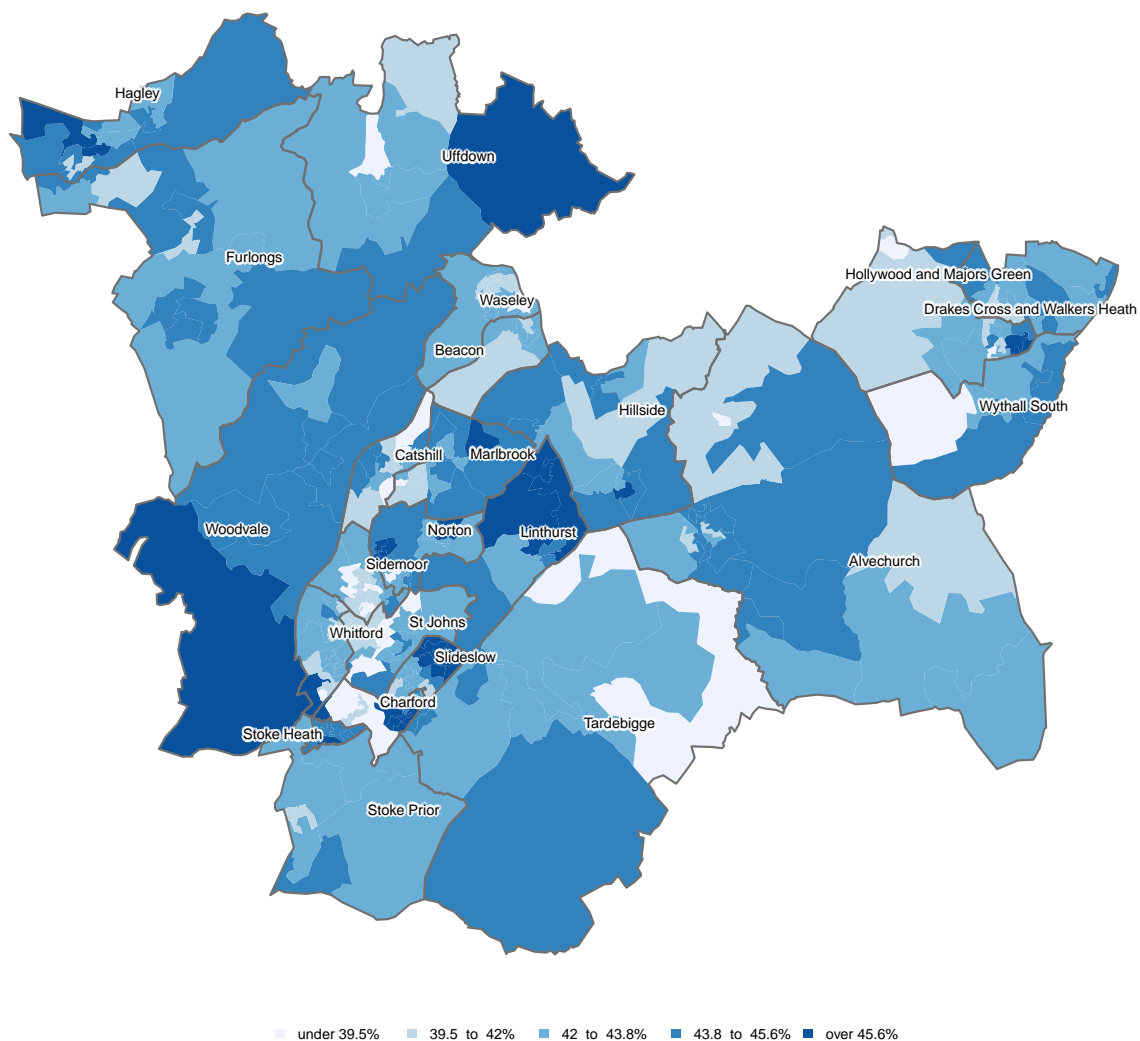 Hagley
Uffdown
Furlongs
Hollywood and Majors Green
Waseley
Drakes Cross and Walkers Heath
Beacon
Wythall South
Hillside
Catshill
Marlbrook
Woodvale
Norton
Linthurst
Sidemoor
Alvechurch
St Johns
Whitford
Slideslow
Charford
Tardebigge
Stoke Heath
Stoke Prior
under 39.5% 39.5 to 42% 42 to 43.8% 43.8 to 45.6% over 45.6%